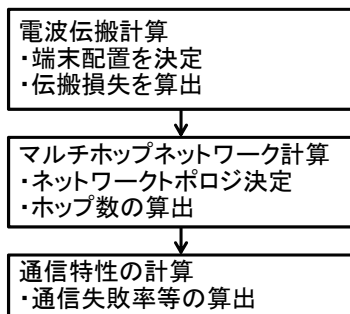 電波伝搬計算
・端末配置を決定
・伝搬損失を算出
マルチホップネットワーク計算
・ネットワークトポロジ決定
・ホップ数の算出
通信特性の計算
・通信失敗率等の算出